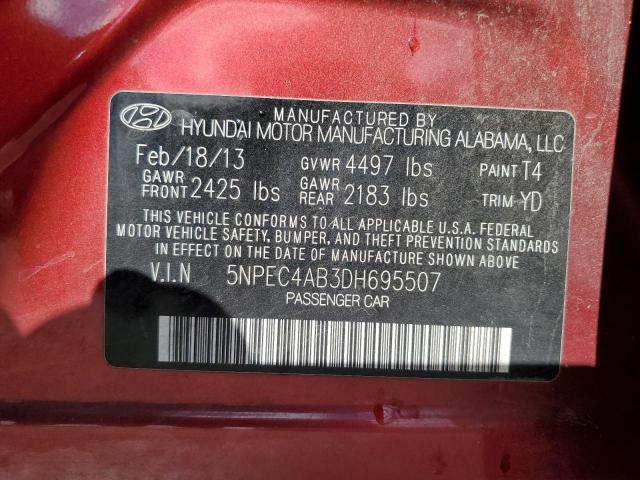 MANUFACTURED BY
HYUNDAI MOTOR MANUFACTURING ALABAMA, LLC
Feb/18/13 GVWR 4497 lbs PAINT T4
GAWR FRONT 2425 lbs GAWR REAR 2183 lbs TRIM YD
THIS VEHICLE CONFORMS TO ALL APPLICABLE U.S.A. FEDERAL
MOTOR VEHICLE SAFETY, BUMPER, AND THEFT PREVENTION STANDARDS
IN EFFECT ON THE DATE OF MANUFACTURE SHOWN ABOVE.
V.I.N 5NPEC4AB3DH695507
PASSENGER CAR